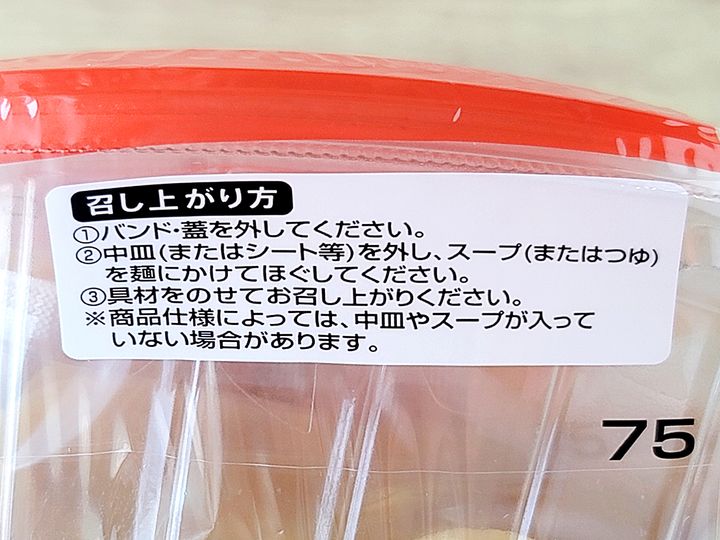 召し上がり方
①バンド・蓋を外してください。
②中皿(またはシート等)を外し、スープ(またはつゆ)
を麺にかけてほぐしてください。
③具材をのせてお召し上がりください。
※商品仕様によっては、中皿やスープが入って
いない場合があります。
75